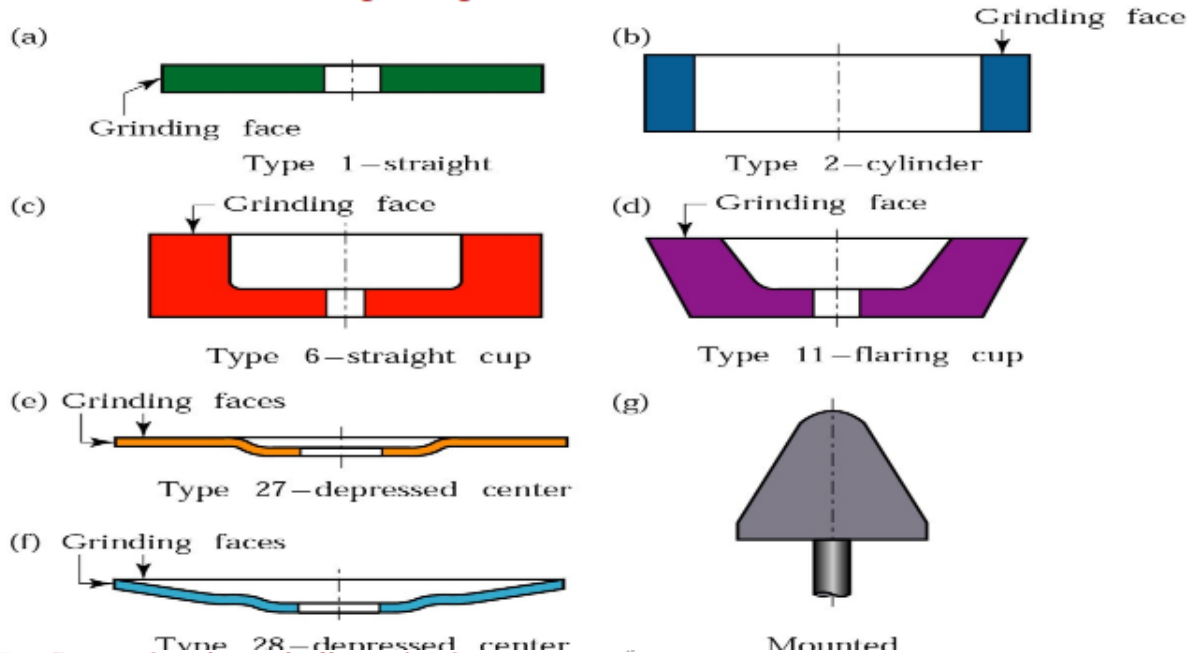 (a)
Grinding face
Type 1—straight
(b)
Grinding face
Type 2—cylinder
(c)
Grinding face
Type 6—straight cup
(d)
Grinding face
Type 11—flaring cup
(e) Grinding faces
Type 27—depressed center
(f) Grinding faces
Type 28—depressed center
(g)
Mounted